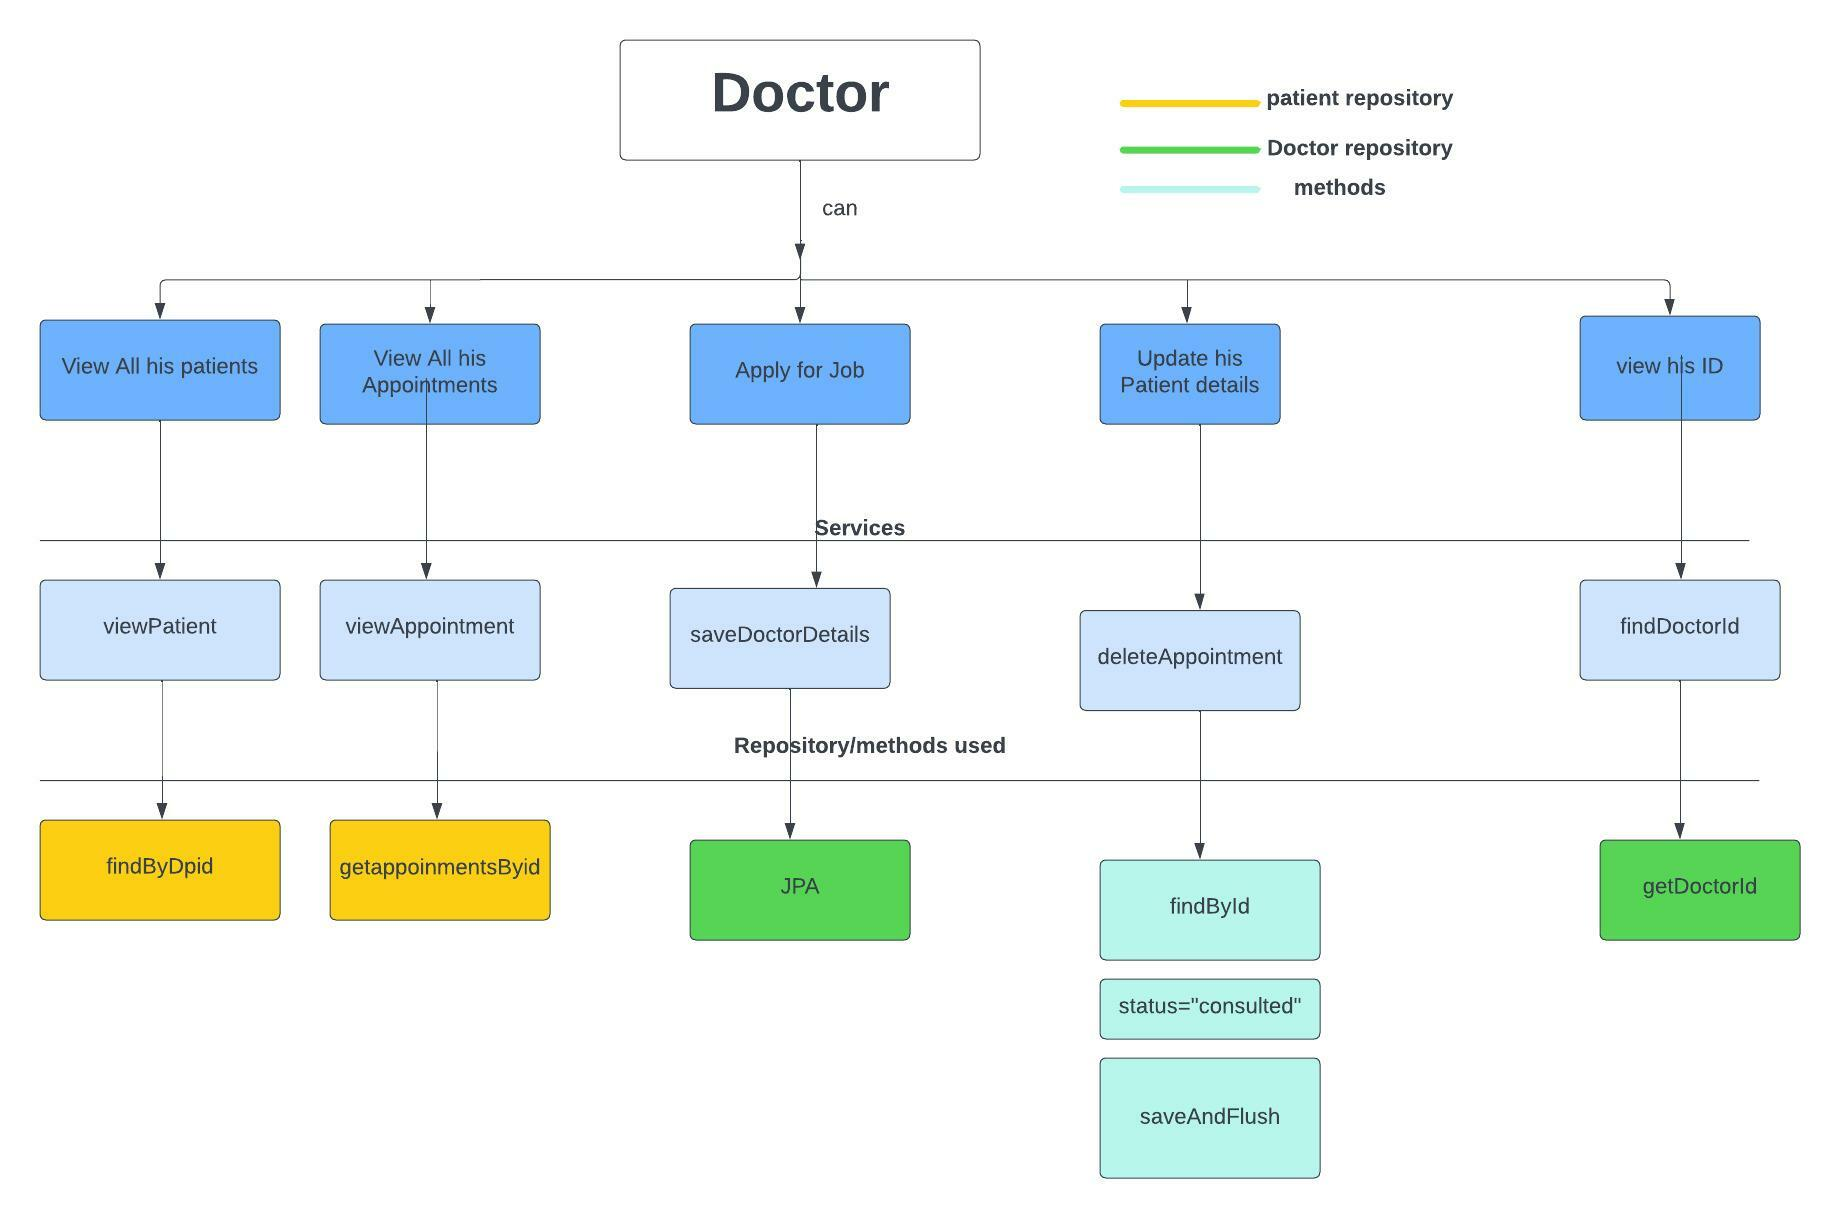 Doctor
patient repository
Doctor repository
methods
can
View All his patients
View All his
Appointments
Apply for Job
Update his
Patient details
view his ID
Services
viewPatient
viewAppointment
saveDoctorDetails
deleteAppointment
findDoctorId
Repository/methods used
findByDpid
getappoinmentsByid
JPA
findById
getDoctorId
status="consulted"
saveAndFlush